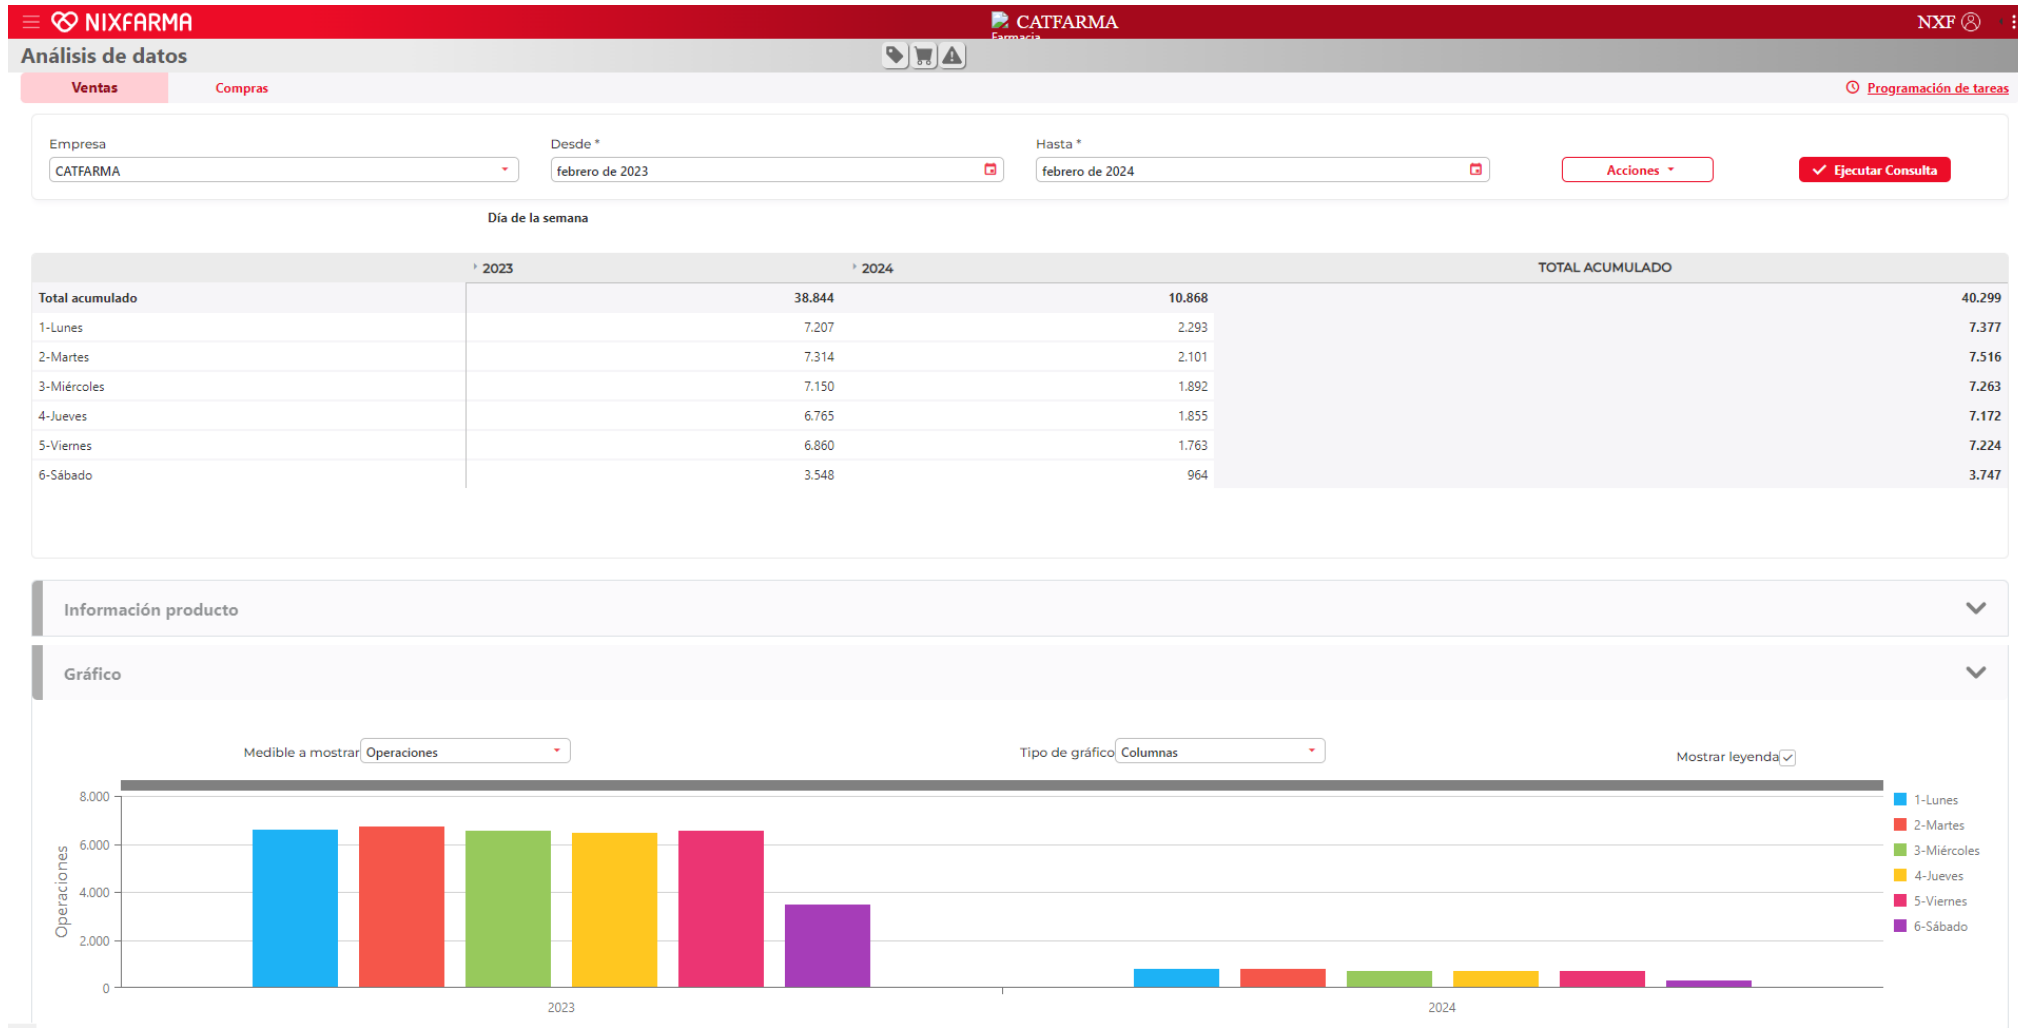 NIXFARMA
CATFARMA
Farmacia
NXF
Análisis de datos
Ventas
Compras
Programación de tareas
Empresa
Desde *
Hasta *
CATFARMA
febrero de 2023
febrero de 2024
Acciones
Ejecutar Consulta
Día de la semana
2023 2024 TOTAL ACUMULADO
Total acumulado 38.844 10.868 40.299
1-Lunes 7.207 2.293 7.377
2-Martes 7.314 2.101 7.516
3-Miércoles 7.150 1.892 7.263
4-Jueves 6.765 1.855 7.172
5-Viernes 6.860 1.763 7.224
6-Sábado 3.548 964 3.747
Información producto
Gráfico
Medible a mostrar Operaciones
Tipo de gráfico Columnas
Mostrar leyenda
8.000
6.000
4.000
2.000
0
Operaciones
2023
2024
1-Lunes
2-Martes
3-Miércoles
4-Jueves
5-Viernes
6-Sábado